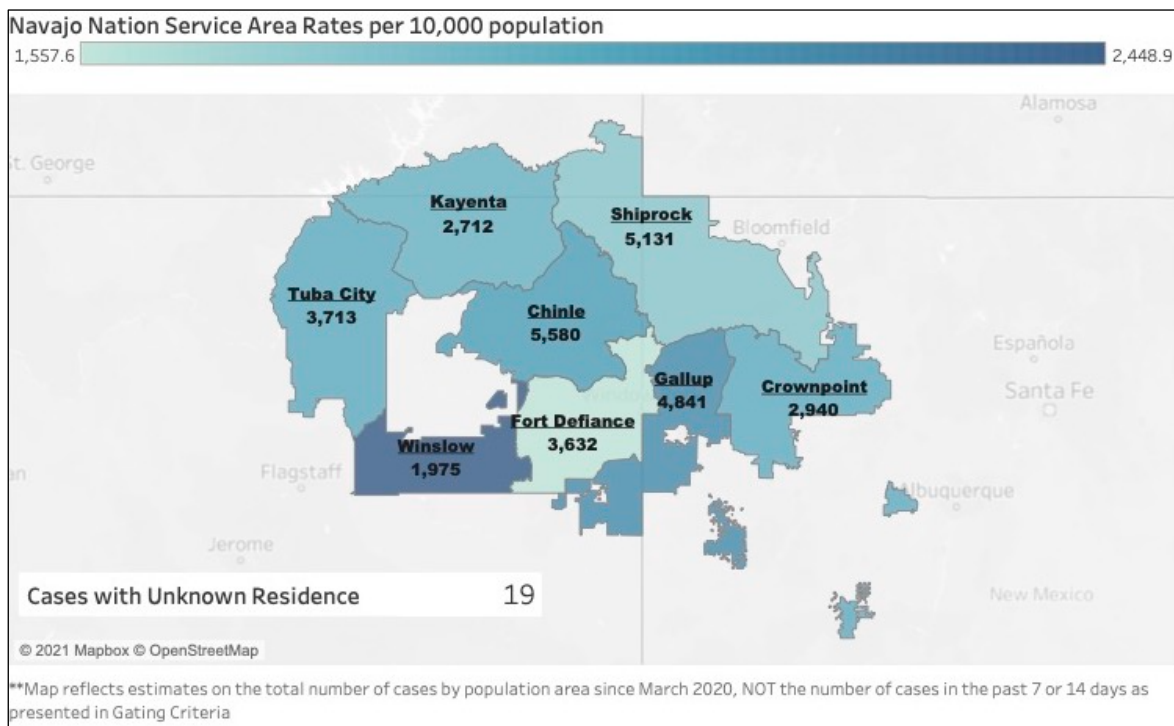 Navajo Nation Service Area Rates per 10,000 population
1,557.6
2,448.9
Alamosa
St. George
Kayenta
2,712
Shiprock
5,131
Bloomfield
Tuba City
3,713
Chinle
5,580
Española
Santa Fe
Gallup
4,841
Crownpoint
2,940
Fort Defiance
3,632
Winslow
1,975
Flagstaff
Albuquerque
Jerome
Cases with Unknown Residence 19
New Mexico
© 2021 Mapbox © OpenStreetMap
**Map reflects estimates on the total number of cases by population area since March 2020, NOT the number of cases in the past 7 or 14 days as
presented in Gating Criteria